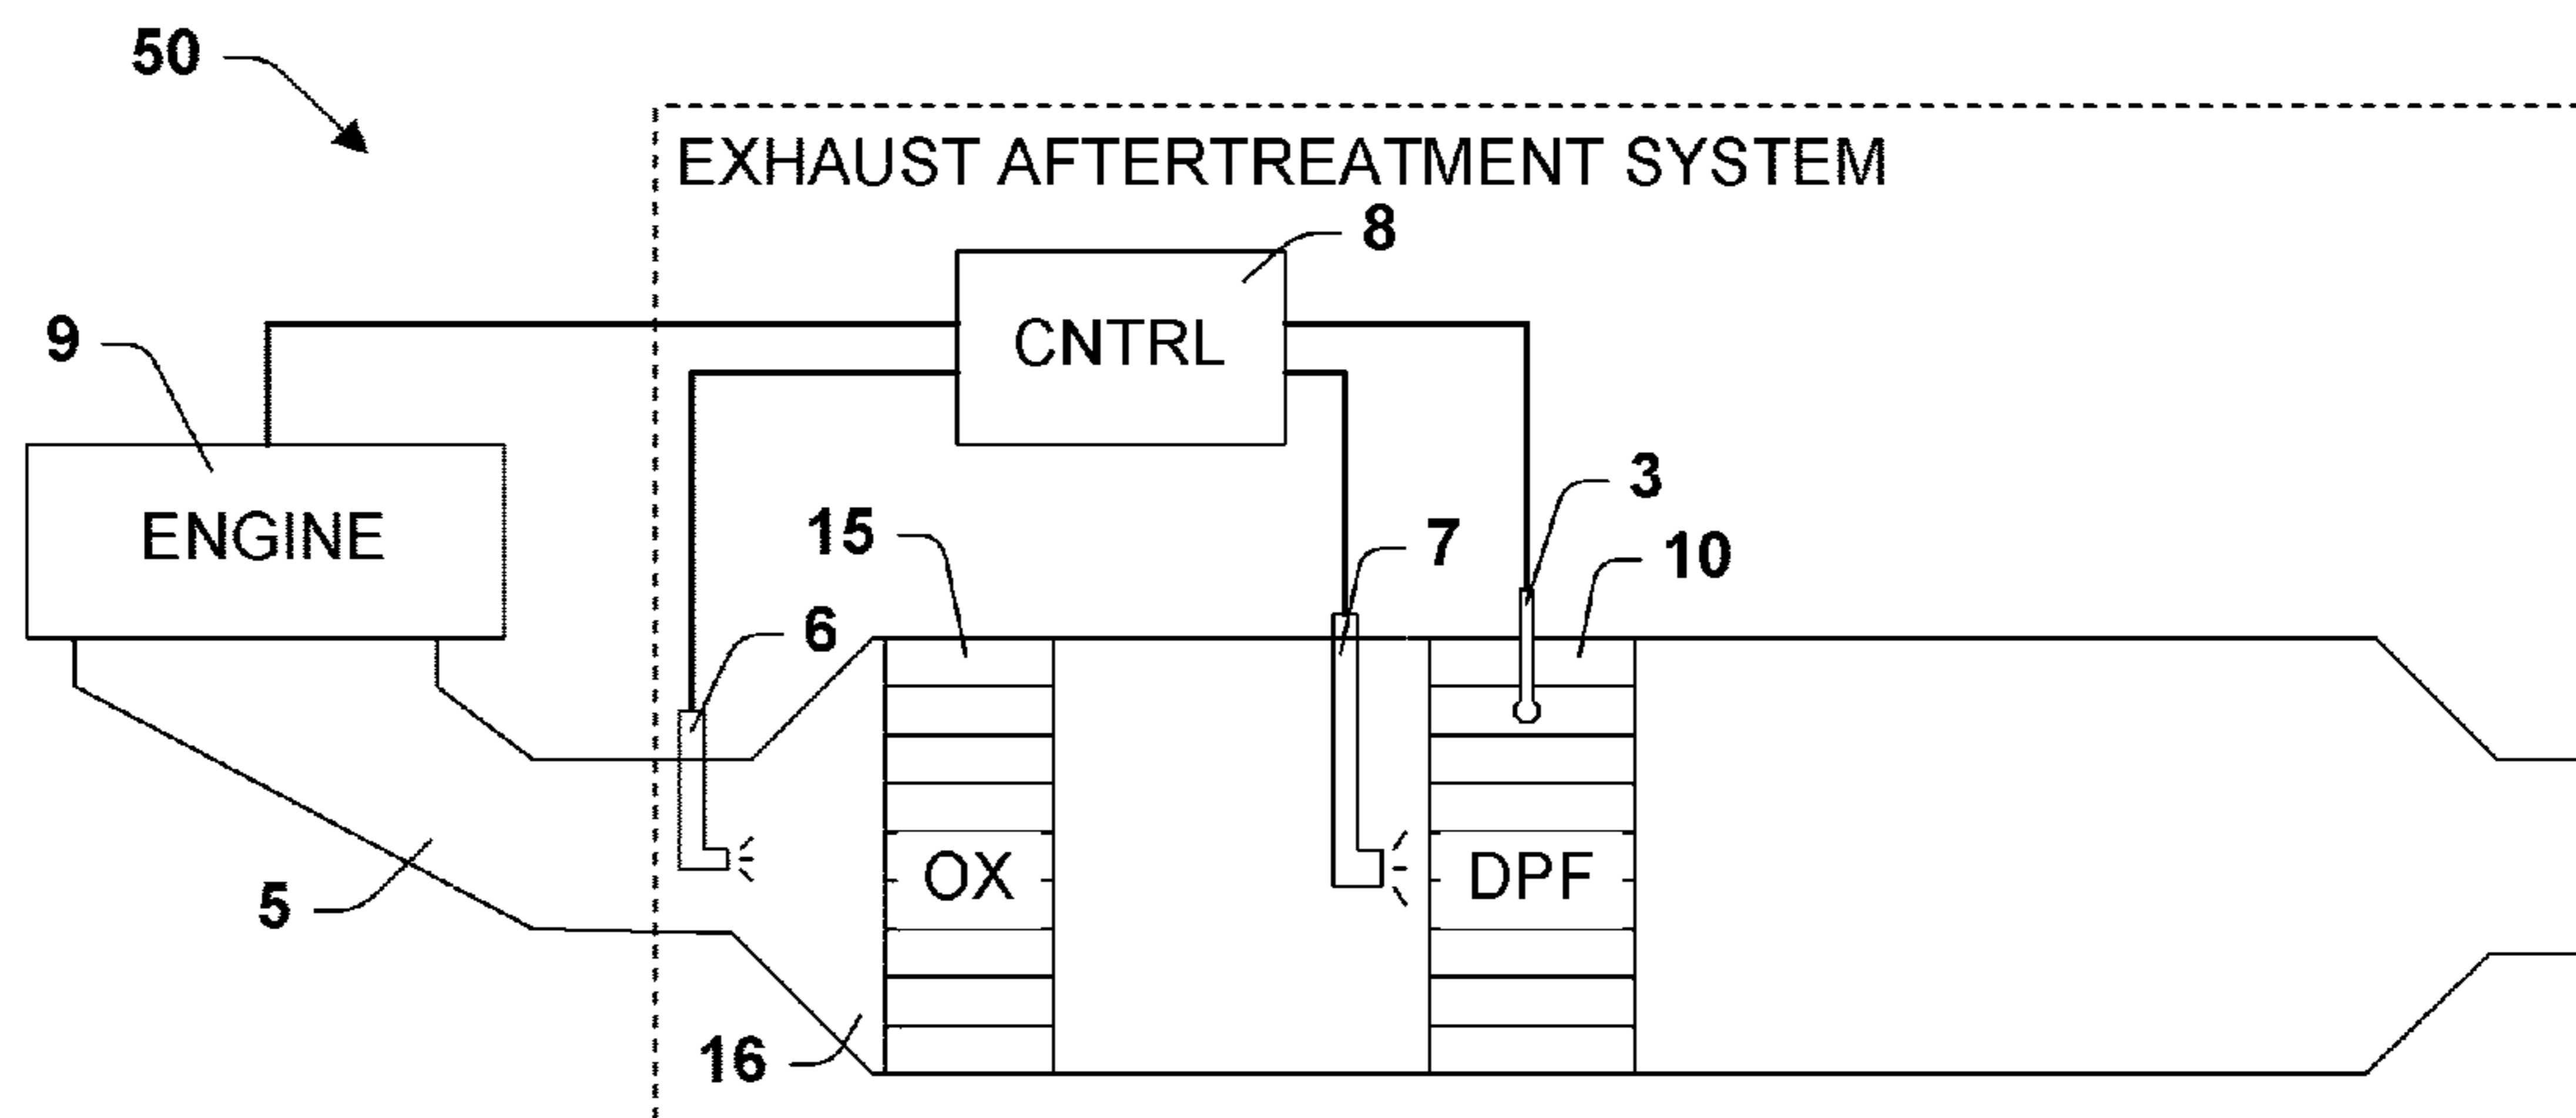 50
EXHAUST AFTERTREATMENT SYSTEM
8
9
CNTRL
3
15
7
10
ENGINE
6
OX
DPF
5
16